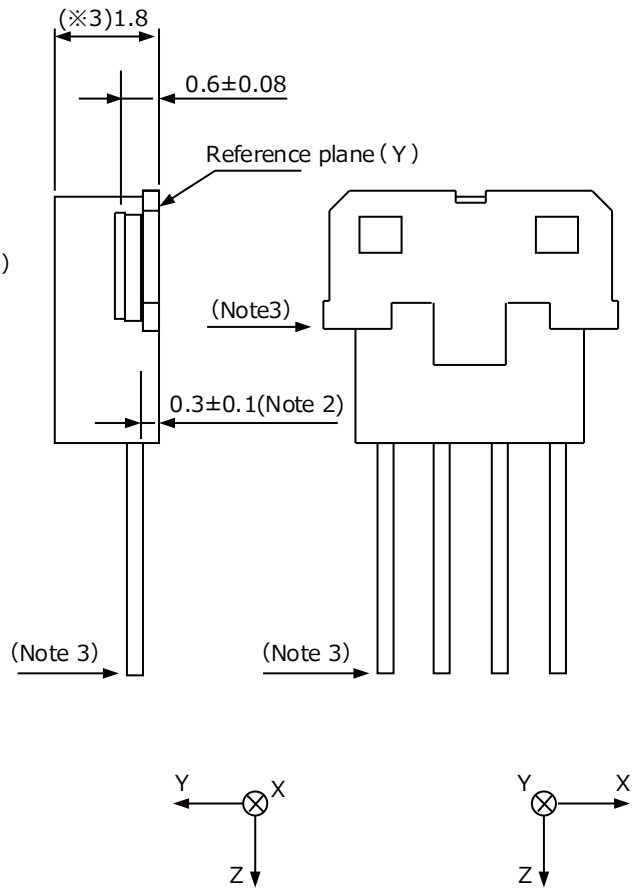 (※3)1.8
0.6±0.08
Reference plane(Y)
)
(Note3)
0.3±0.1(Note 2)
(Note 3)
(Note 3)
Y
X
Z
Y
X
Z